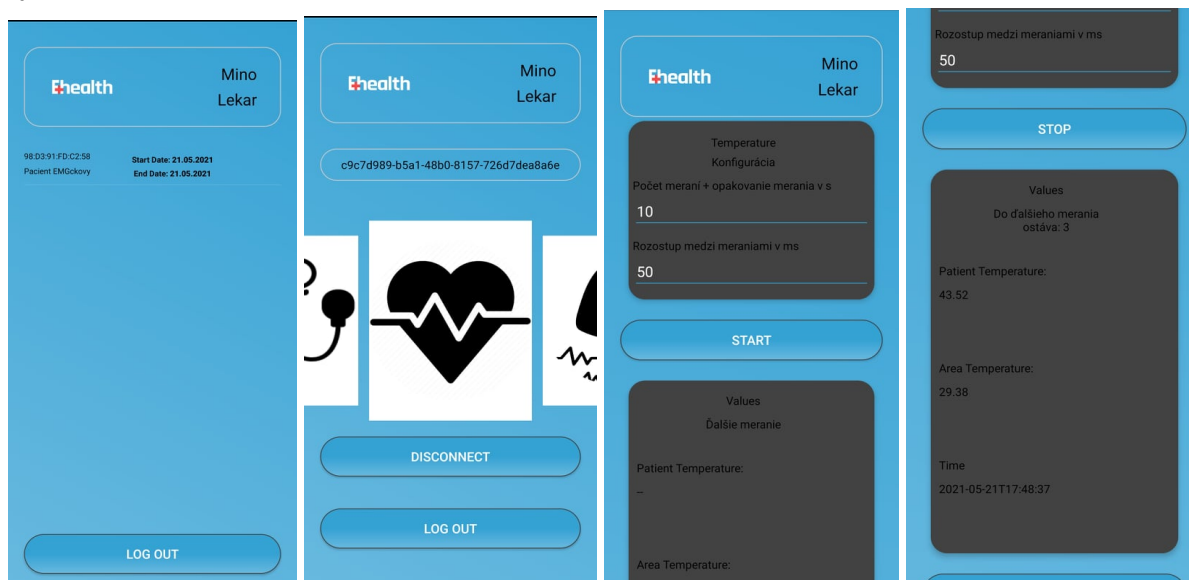 Ehealth
Mino
Lekar
98:D3:91:FD:C2:58
Pacient EMGckovy
Start Date: 21.05.2021
End Date: 21.05.2021
LOG OUT
Ehealth
Mino
Lekar
c9c7d989-b5a1-48b0-8157-726d7dea8a6e
DISCONNECT
LOG OUT
Ehealth
Mino
Lekar
Temperature
Konfigurácia
Počet meraní + opakovanie merania v s
10
Rozostup medzi meraniami v ms
50
START
Values
Ďalšie meranie
Patient Temperature:
–
Area Temperature:
Rozostup medzi meraniami v ms
50
STOP
Values
Do ďalšieho merania
ostáva: 3
Patient Temperature:
43.52
Area Temperature:
29.38
Time
2021-05-21T17:48:37